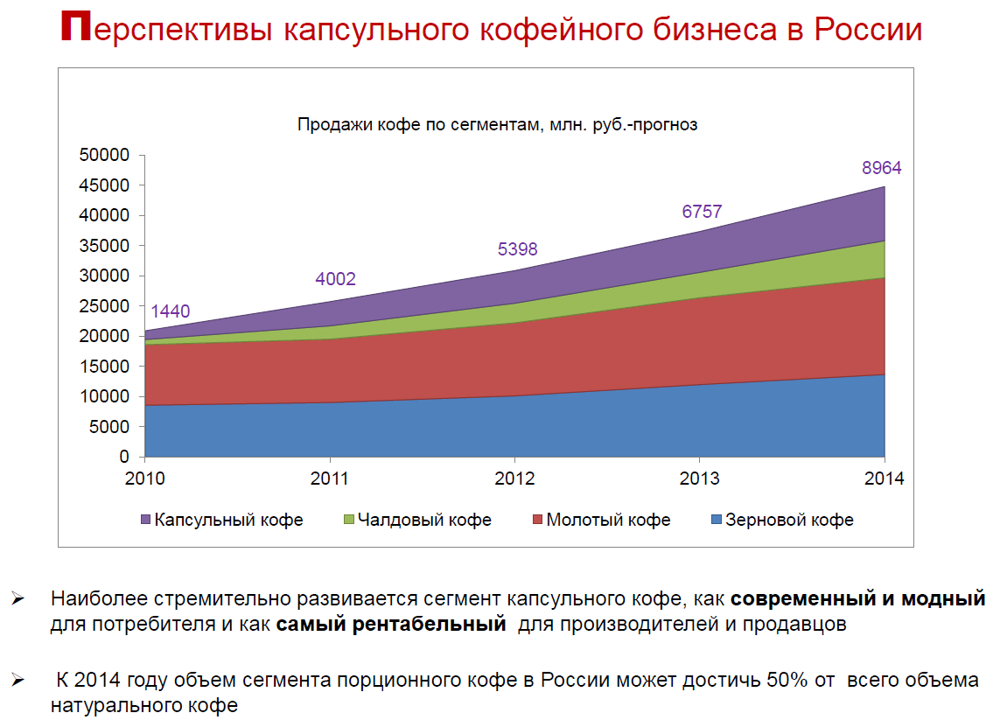 Перспективы капсульного кофейного бизнеса в России
Продажи кофе по сегментам, млн. руб.-прогноз
50000
45000
40000
35000
30000
25000
20000
15000
10000
5000
0
1440
4002
5398
6757
8964
2010 2011 2012 2013 2014
Капсульный кофе Чалдовый кофе Молотый кофе Зерновой кофе
Наиболее стремительно развивается сегмент капсульного кофе, как современный и модный
для потребителя и как самый рентабельный для производителей и продавцов
К 2014 году объем сегмента порционного кофе в России может достичь 50% от всего объема
натурального кофе